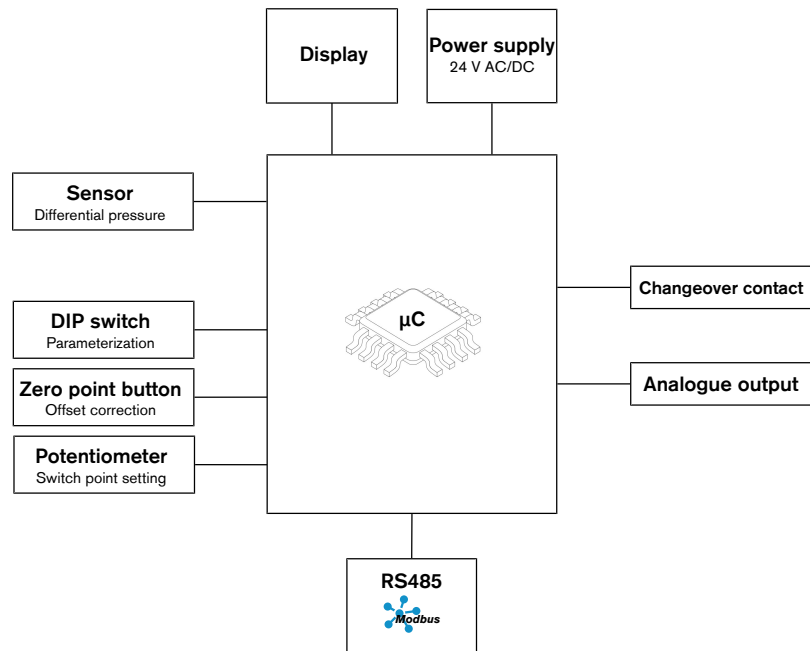 Display
Power supply
24 V AC/DC
Sensor
Differential pressure
Changeover contact
DIP switch
Parameterization
µC
Zero point button
Offset correction
Analogue output
Potentiometer
Switch point setting
RS485
Modbus